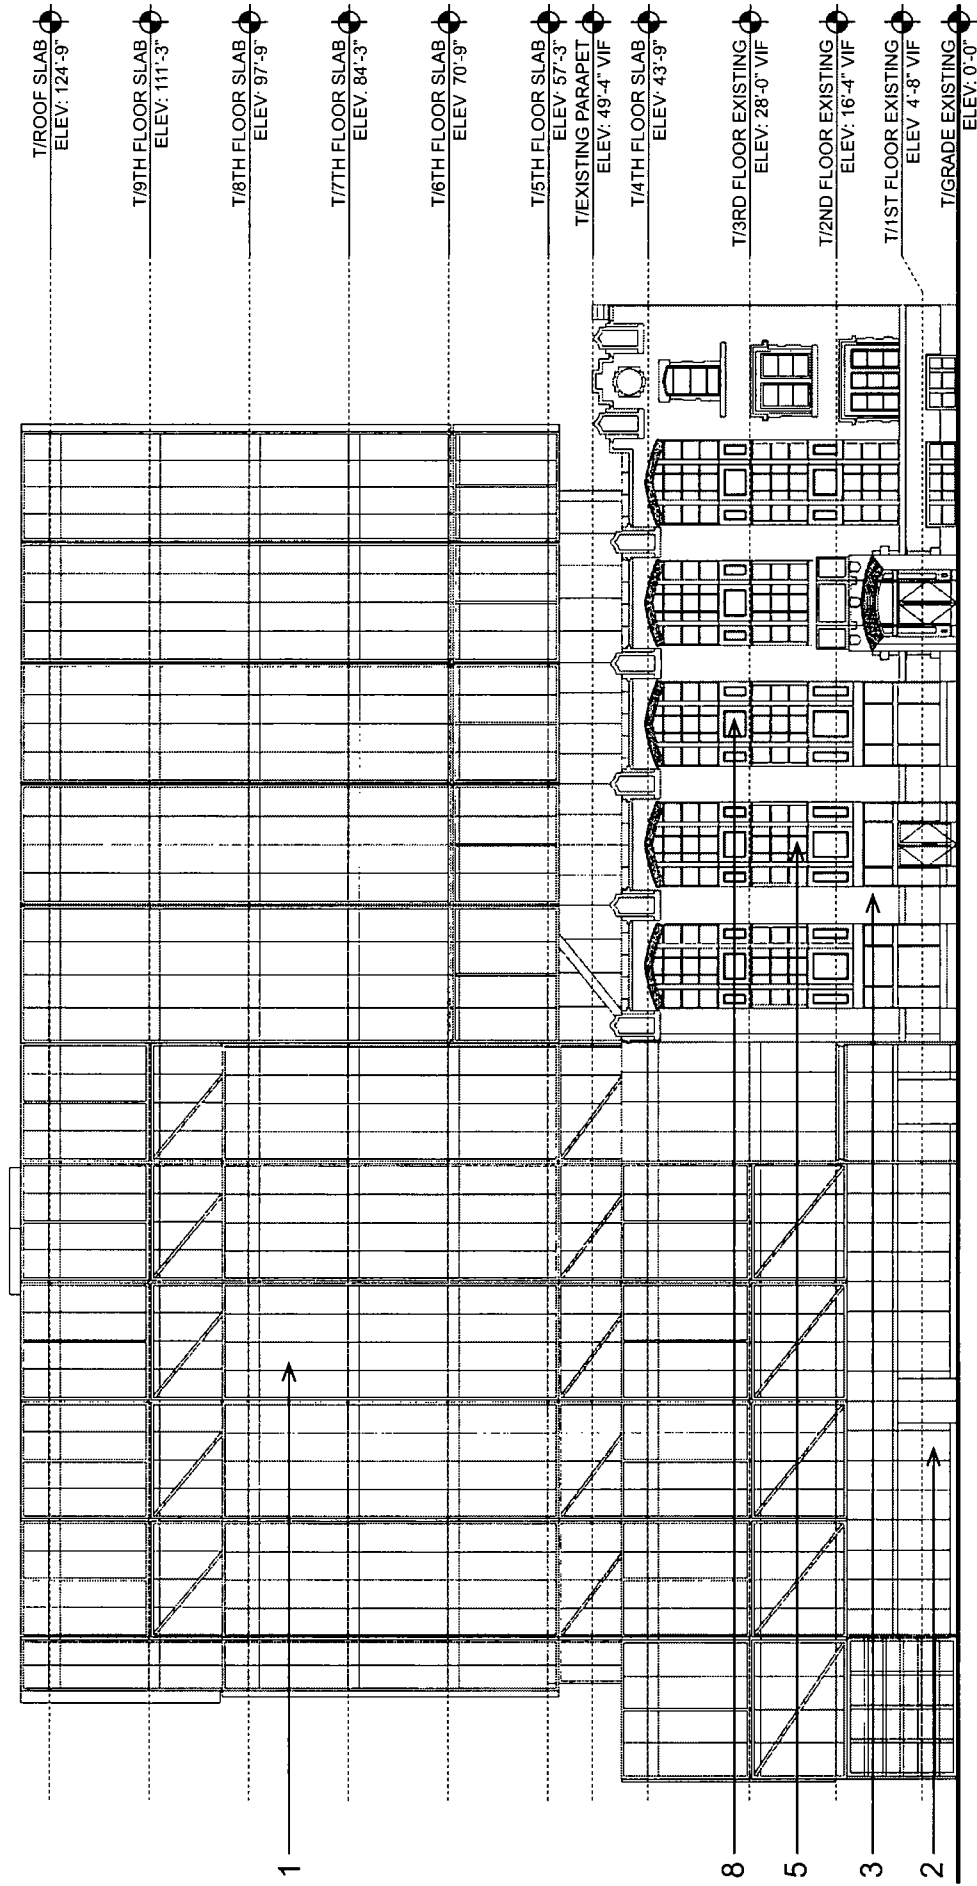 T/ROOF SLAB
ELEV: 124'-9"
T/9TH FLOOR SLAB
ELEV: 111'-3"
T/8TH FLOOR SLAB
ELEV: 97'-9"
T/7TH FLOOR SLAB
ELEV: 84'-3"
T/6TH FLOOR SLAB
ELEV 70'-9"
T/5TH FLOOR SLAB
ELEV: 57'-3"
T/EXISTING PARAPET
ELEV: 49'-4" VIF
T/4TH FLOOR SLAB
ELEV: 43'-9"
T/3RD FLOOR EXISTING
ELEV: 28'-0" VIF
T/2ND FLOOR EXISTING
ELEV: 16'-4" VIF
T/1ST FLOOR EXISTING
ELEV 4'-8" VIF
T/GRADE EXISTING
ELEV: 0'-0"
1
8
5
3
2